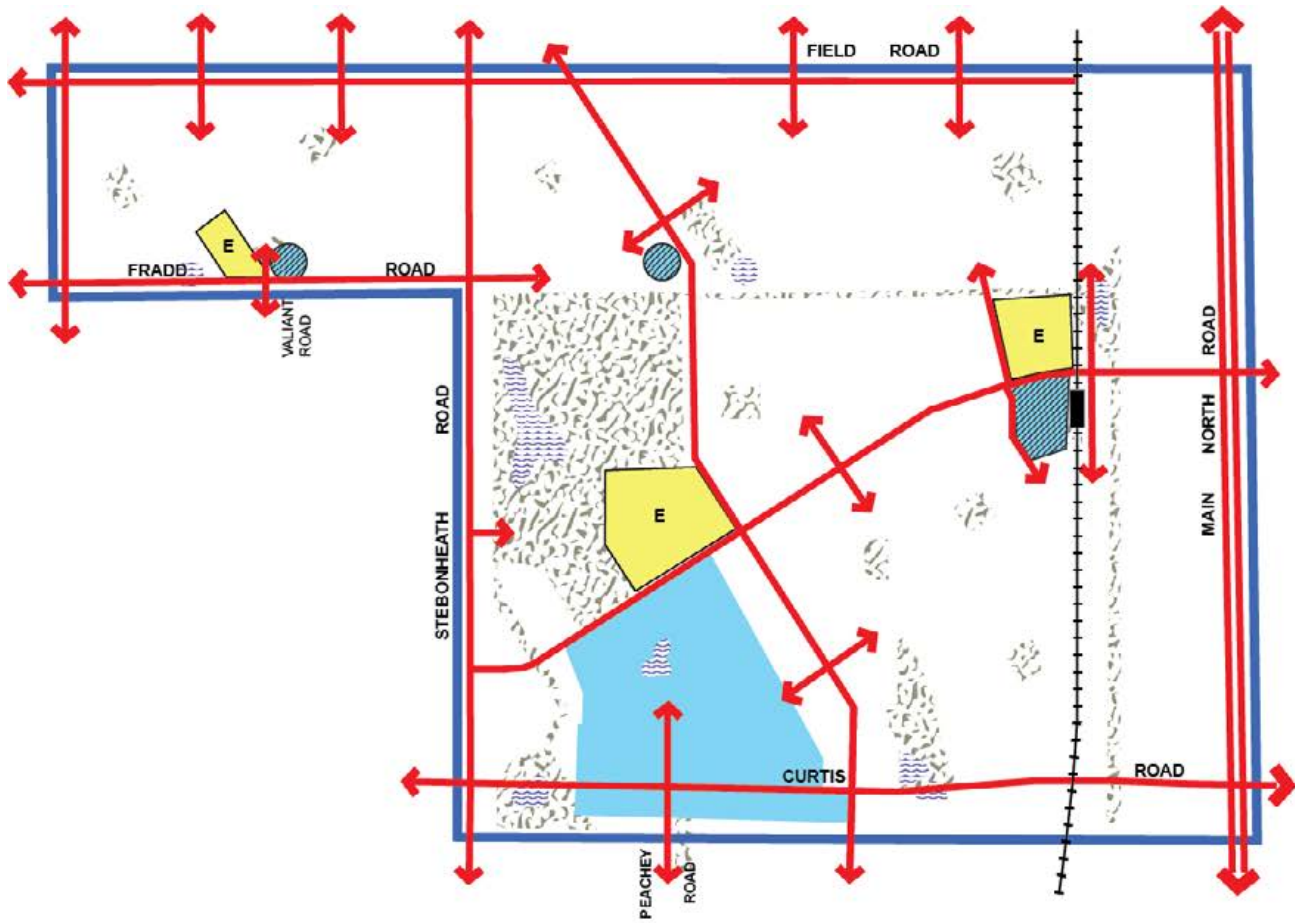 FIELD ROAD
E
FRADD ROAD
VALIANT
ROAD
E
STEBONHEATH ROAD
MAIN NORTH ROAD
E
CURTIS ROAD
PEACHEY
ROAD